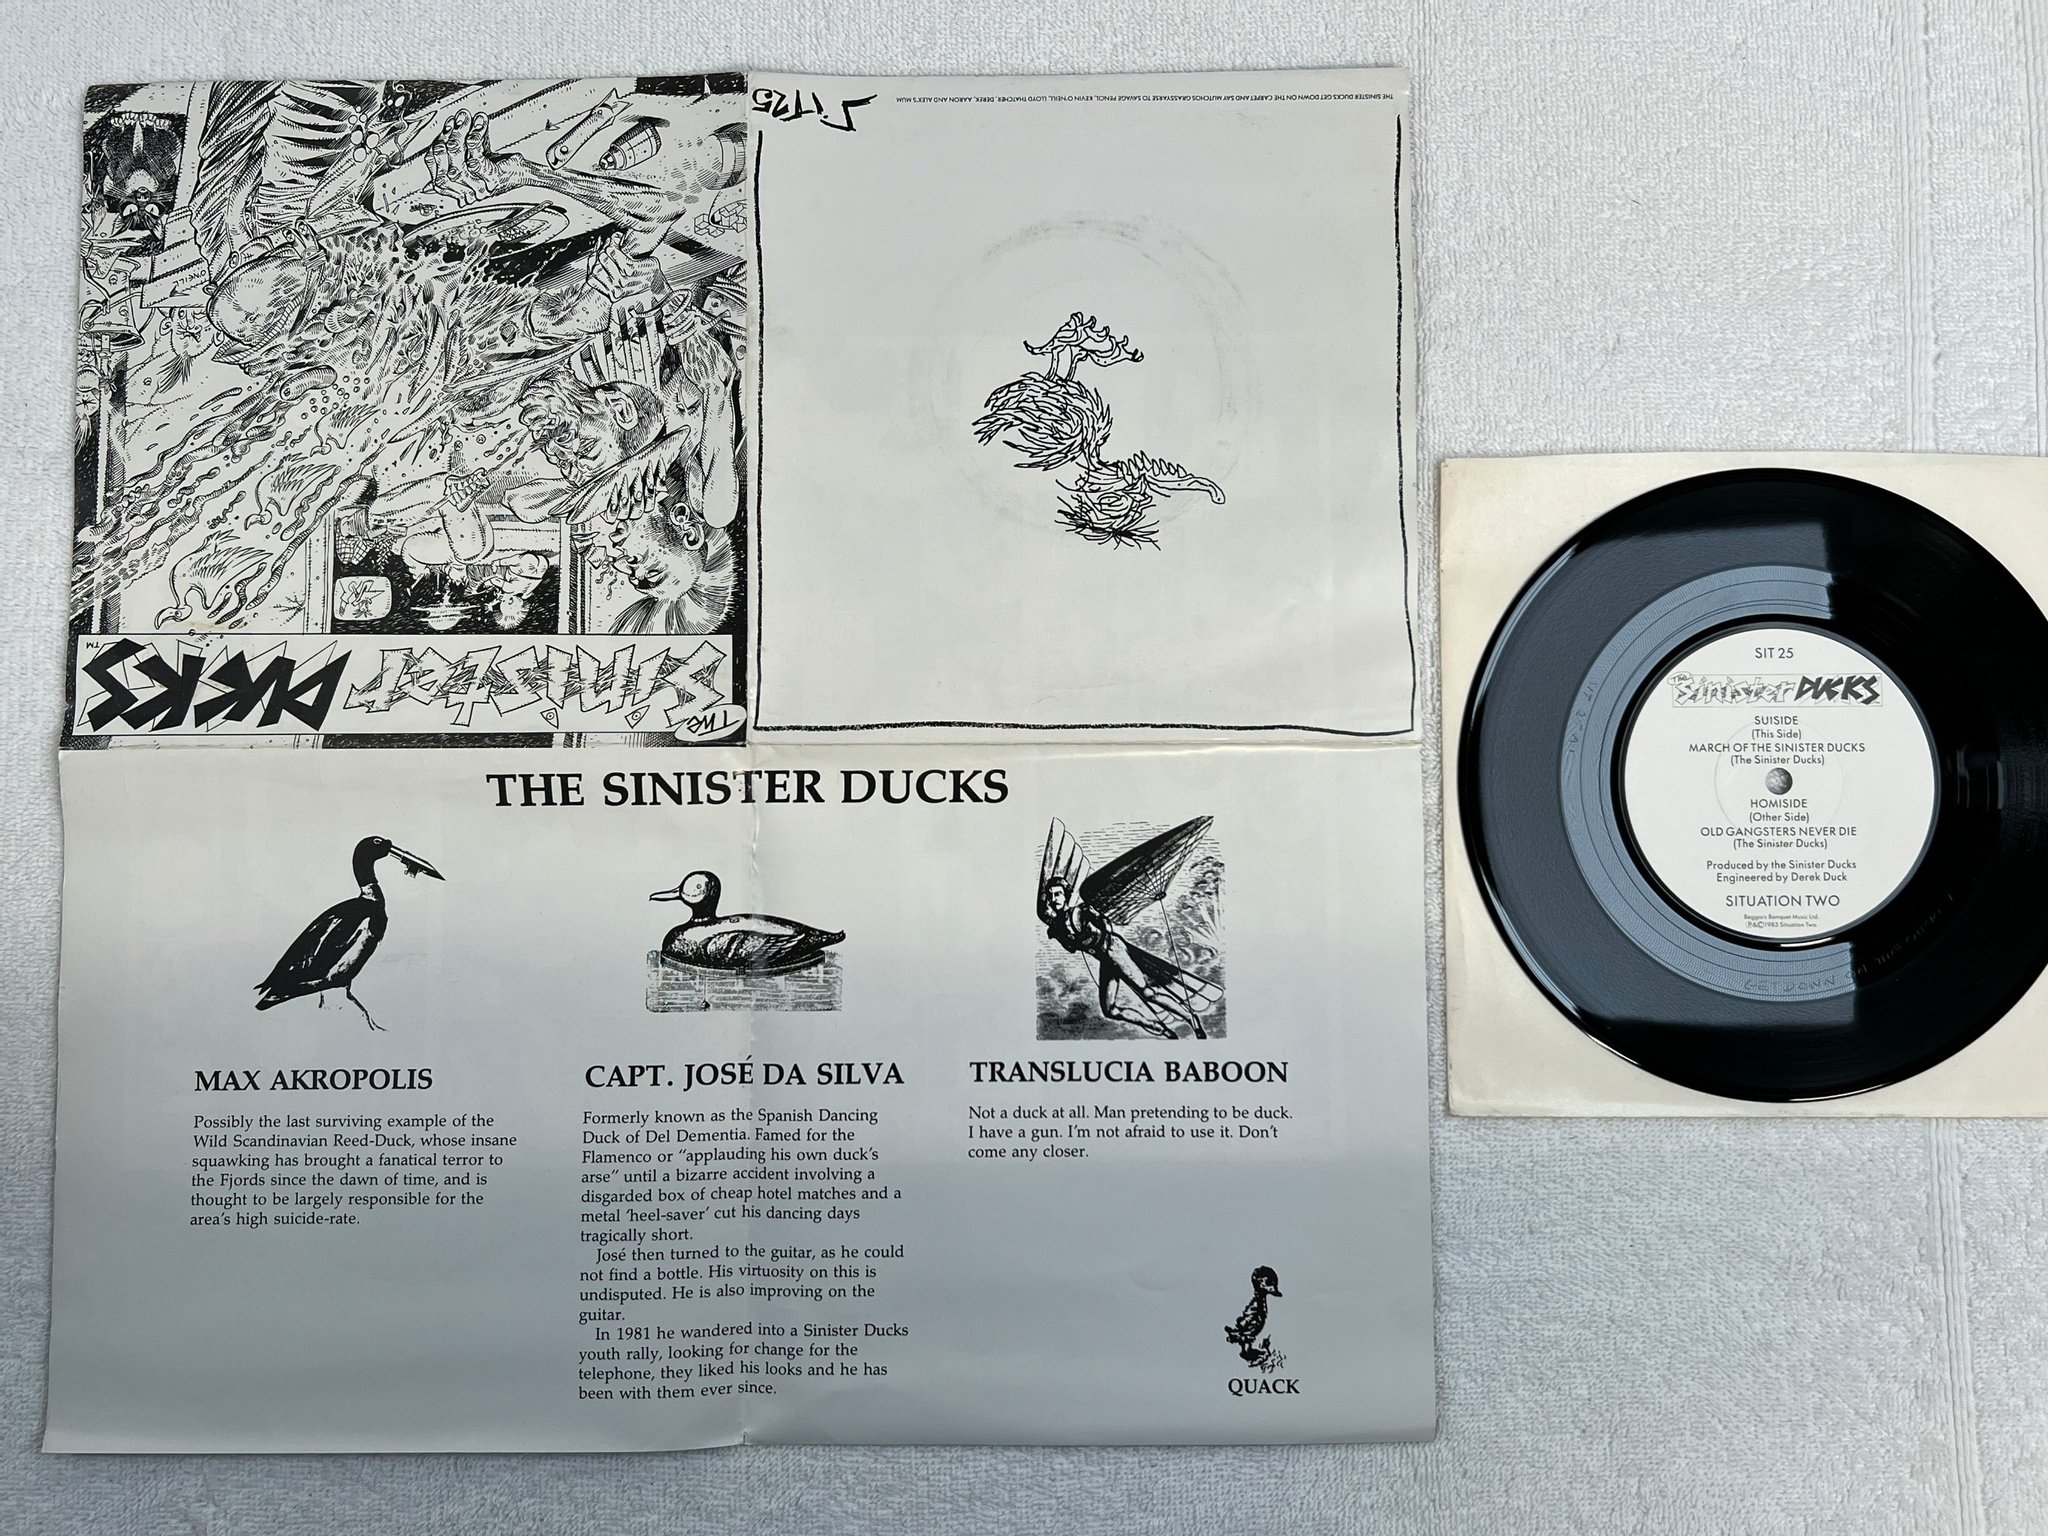 THE SINISTER DUCKS GET DOWN ON THE CARPET AND SAY MUTCHOS GRASSYARSE TO SAVAGE PENCIL, KEVIN O'NEILL, LLOYD THATCHER, DEREK, AARON AND ALEX'S MUM
SIT 25
O'NEILL
THE SINISTER DUCKS ™
THE SINISTER DUCKS
MAX AKROPOLIS
Possibly the last surviving example of the
Wild Scandinavian Reed-Duck, whose insane
squawking has brought a fanatical terror to
the Fjords since the dawn of time, and is
thought to be largely responsible for the
area's high suicide-rate.
CAPT. JOSÉ DA SILVA
Formerly known as the Spanish Dancing
Duck of Del Dementia. Famed for the
Flamenco or "applauding his own duck's
arse" until a bizarre accident involving a
disgarded box of cheap hotel matches and a
metal 'heel-saver' cut his dancing days
tragically short.
José then turned to the guitar, as he could
not find a bottle. His virtuosity on this is
undisputed. He is also improving on the
guitar.
In 1981 he wandered into a Sinister Ducks
youth rally, looking for change for the
telephone, they liked his looks and he has
been with them ever since.
TRANSLUCIA BABOON
Not a duck at all. Man pretending to be duck.
I have a gun. I'm not afraid to use it. Don't
come any closer.
QUACK
SIT 25
The Sinister DUCKS
SUISIDE
(This Side)
MARCH OF THE SINISTER DUCKS
(The Sinister Ducks)
HOMISIDE
(Other Side)
OLD GANGSTERS NEVER DIE
(The Sinister Ducks)
Produced by the Sinister Ducks
Engineered by Derek Duck
SITUATION TWO
Beggars Banquet Music Ltd.
℗&©1983 Situation Two
GET DOWN